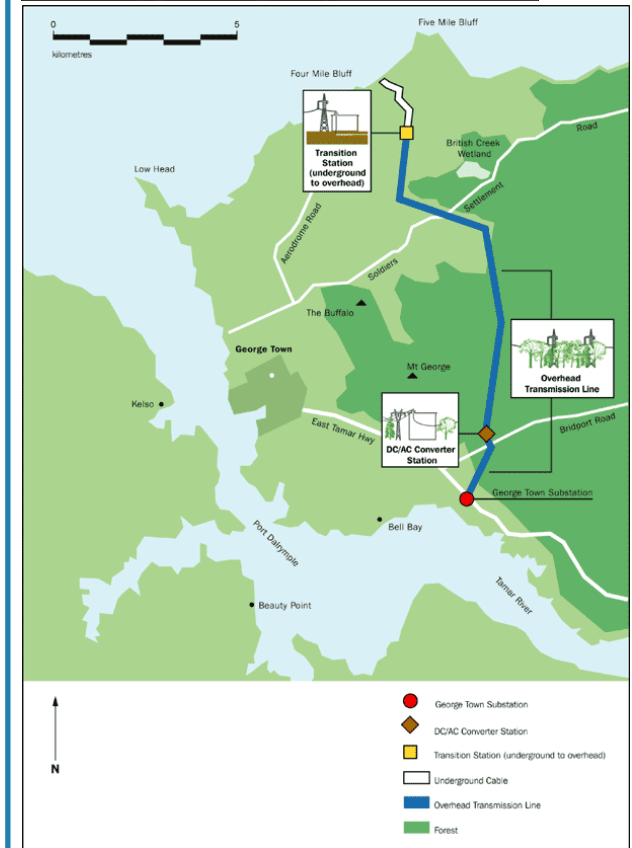 0 5
kilometres
Five Mile Bluff
Four Mile Bluff
Transition
Station
(underground
to overhead)
British Creek
Wetland
Road
Settlement
Low Head
Aerodrome Road
Soldiers
The Buffalo
George Town
Mt George
Overhead
Transmission Line
Kelso
East Tamar Hwy
DC/AC Converter
Station
Bridport Road
George Town Substation
Bell Bay
Port Dalrymple
Tamar River
Beauty Point
N
George Town Substation
DC/AC Converter Station
Transition Station (underground to overhead)
Underground Cable
Overhead Transmission Line
Forest